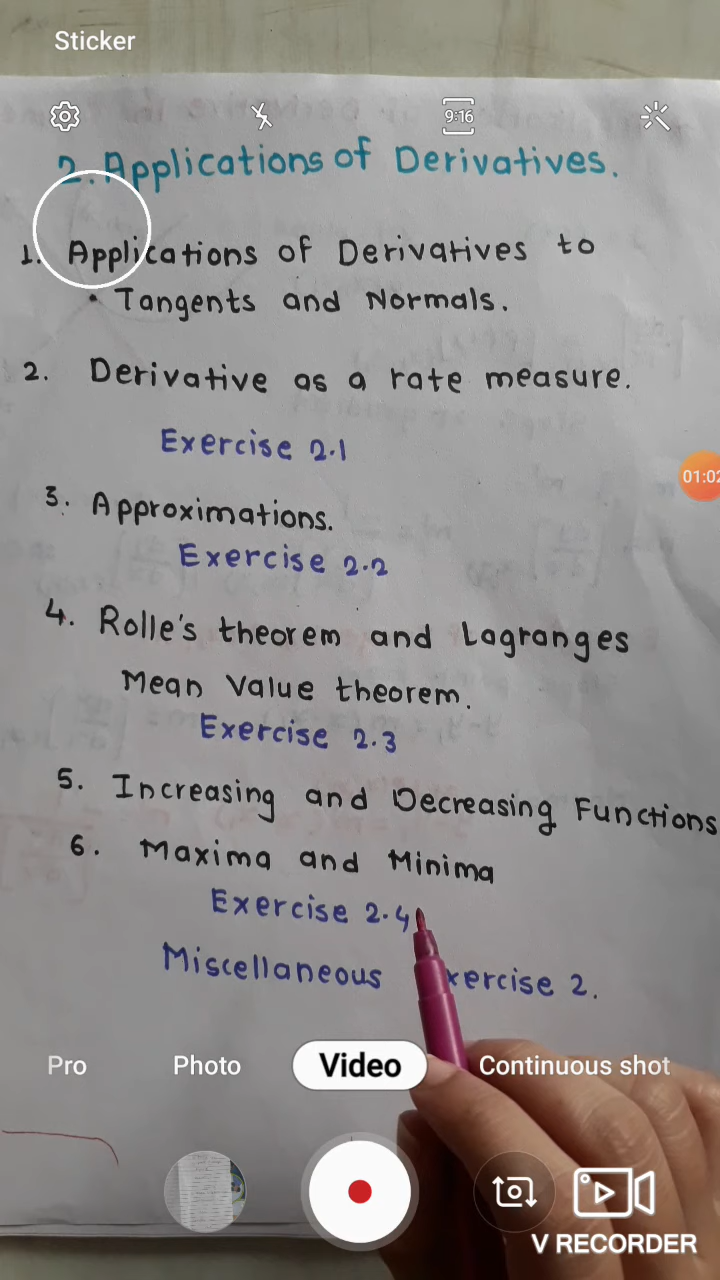 Sticker
9:16
2. Applications of Derivatives.
1. Applications of Derivatives to
• Tangents and Normals.
2. Derivative as a rate measure.
Exercise 2.1
01:02
3. Approximations.
Exercise 2.2
4. Rolle's theorem and Lagranges
Mean Value theorem.
Exercise 2.3
5. Increasing and Decreasing Functions
6. Maxima and Minima
Exercise 2.4
Miscellaneous xercise 2.
Pro Photo Video Continuous shot
V RECORDER